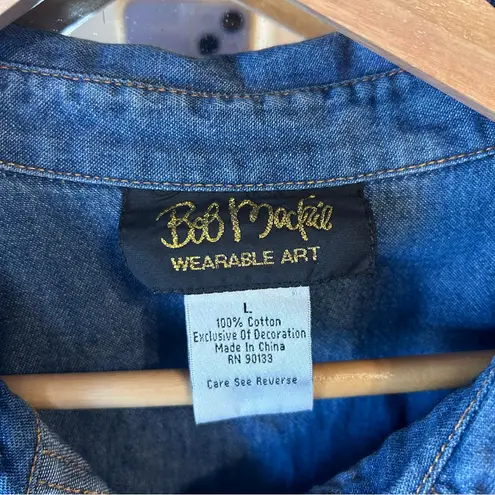 Bob Mackie
WEARABLE ART
L
100% Cotton
Exclusive Of Decoration
Made In China
RN 90133
Care See Reverse